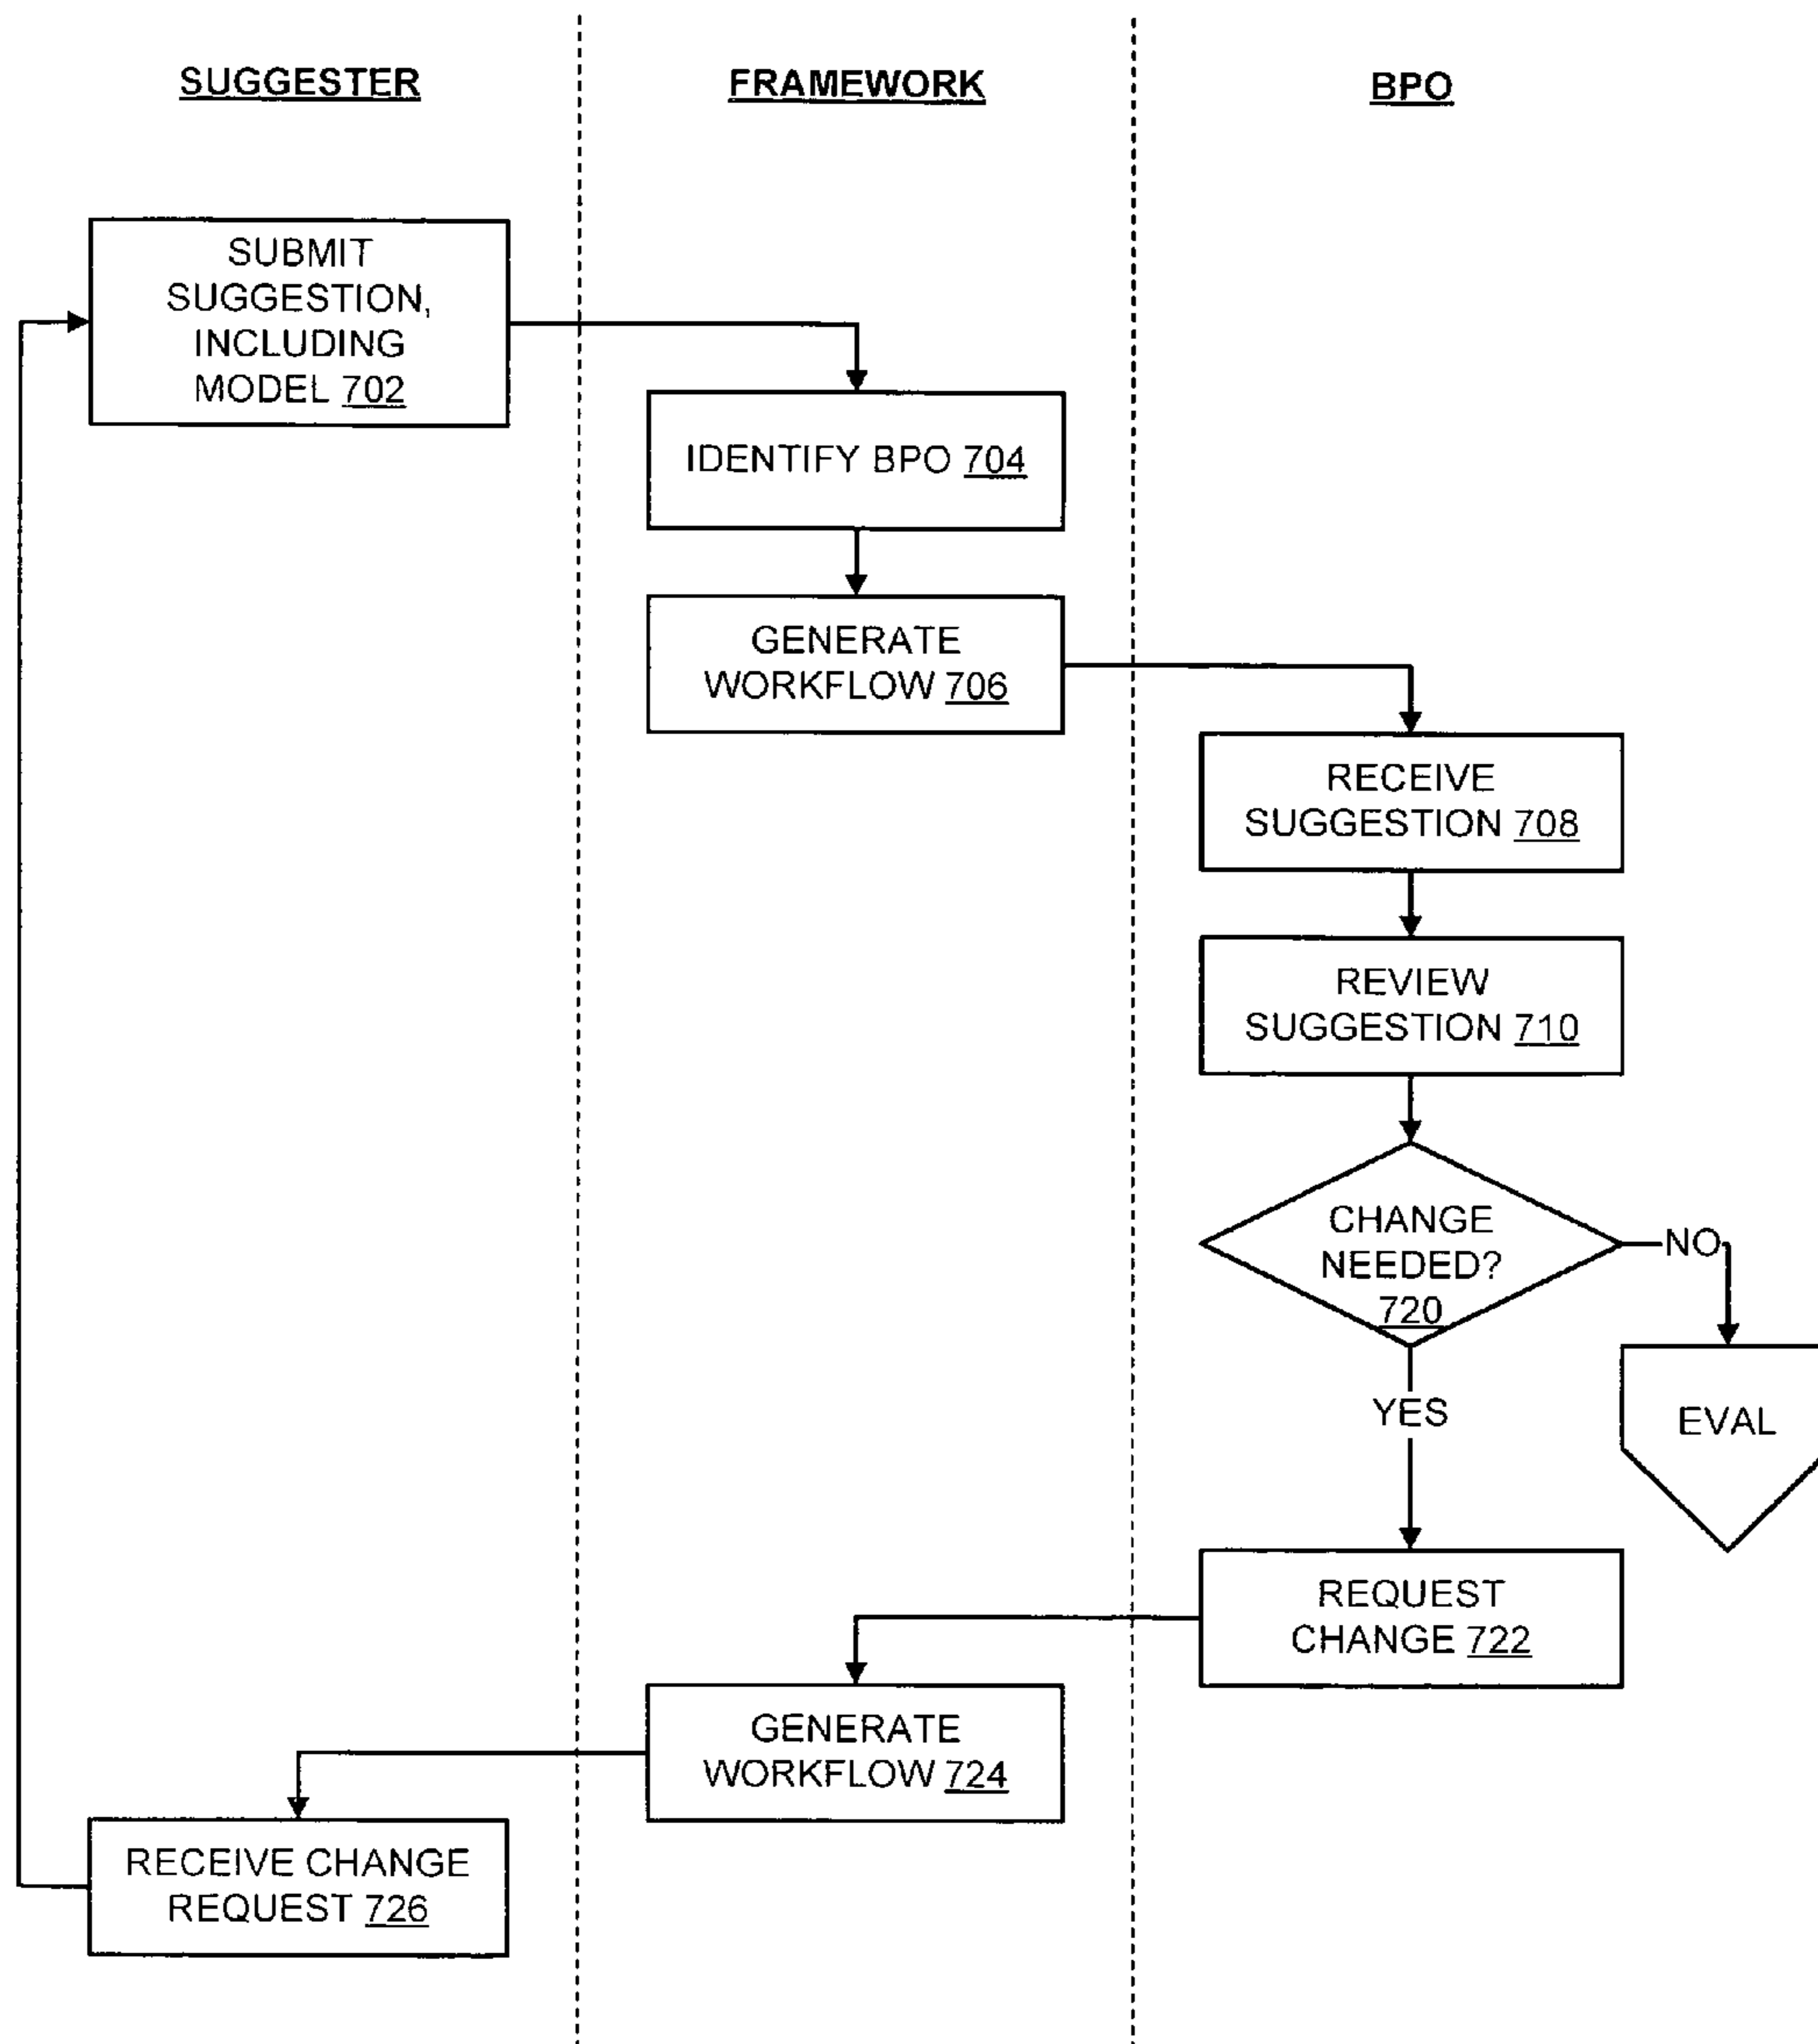 SUGGESTER
FRAMEWORK
BPO
SUBMIT
SUGGESTION,
INCLUDING
MODEL 702
IDENTIFY BPO 704
GENERATE
WORKFLOW 706
RECEIVE
SUGGESTION 708
REVIEW
SUGGESTION 710
CHANGE
NEEDED?
720
NO
YES
EVAL
REQUEST
CHANGE 722
GENERATE
WORKFLOW 724
RECEIVE CHANGE
REQUEST 726